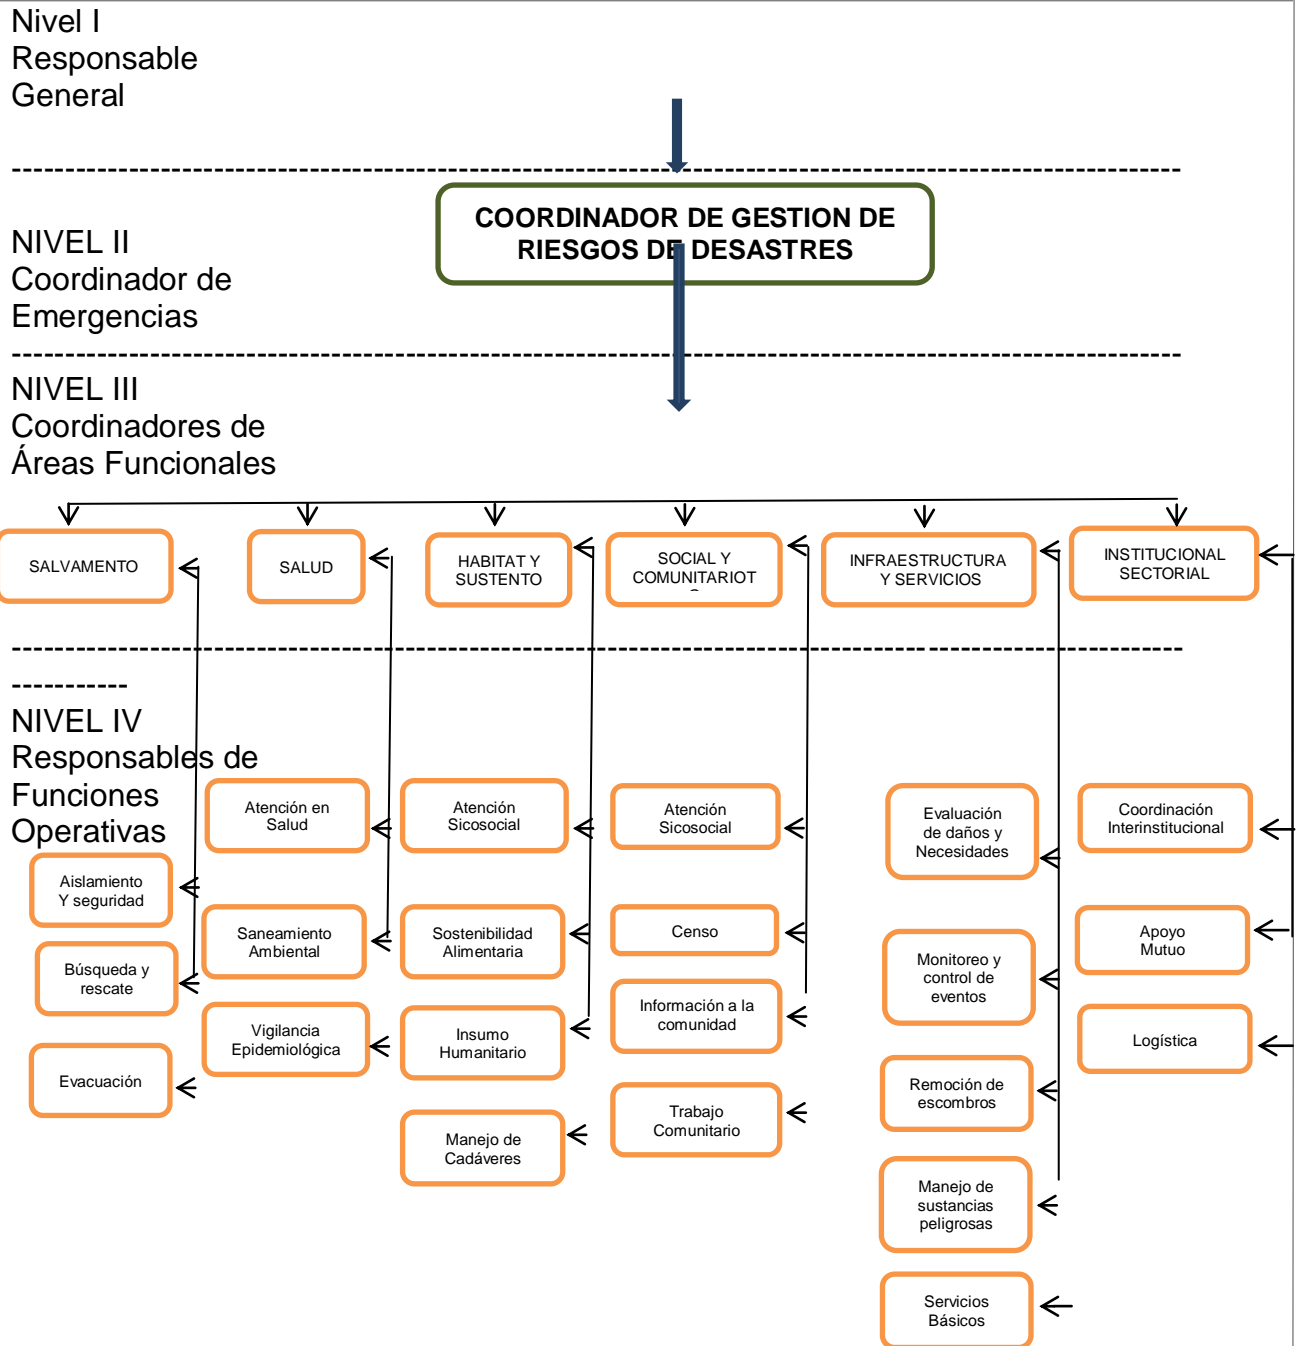 Nivel I
Responsable
General
COORDINADOR DE GESTION DE
RIESGOS DE DESASTRES
NIVEL II
Coordinador de
Emergencias
NIVEL III
Coordinadores de
Áreas Funcionales
SALVAMENTO
SALUD
HABITAT Y
SUSTENTO
SOCIAL Y
COMUNITARIOT
INFRAESTRUCTURA
Y SERVICIOS
INSTITUCIONAL
SECTORIAL
NIVEL IV
Responsables de
Funciones
Operativas
Aislamiento
Y seguridad
Búsqueda y
rescate
Evacuación
Atención en
Salud
Saneamiento
Ambiental
Vigilancia
Epidemiológica
Atención
Sicosocial
Sostenibilidad
Alimentaria
Insumo
Humanitario
Manejo de
Cadáveres
Atención
Sicosocial
Censo
Información a la
comunidad
Trabajo
Comunitario
Evaluación
de daños y
Necesidades
Monitoreo y
control de
eventos
Remoción de
escombros
Manejo de
sustancias
peligrosas
Servicios
Básicos
Coordinación
Interinstitucional
Apoyo
Mutuo
Logística